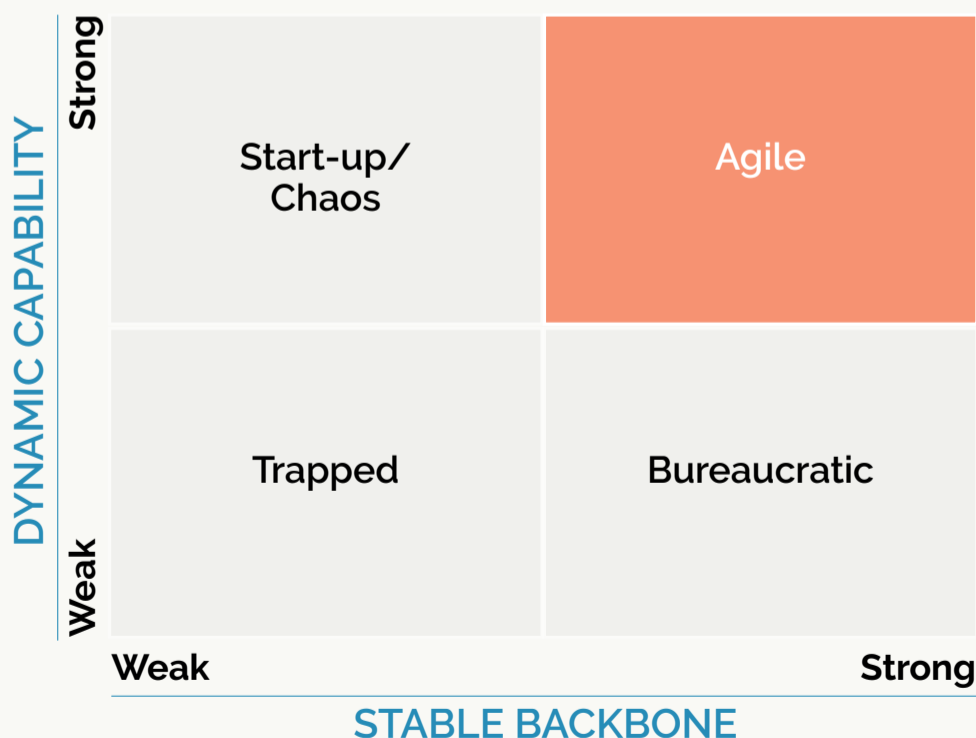 Strong
DYNAMIC CAPABILITY
Start-up/
Chaos
Agile
Trapped
Bureaucratic
Weak
Weak
Strong
STABLE BACKBONE